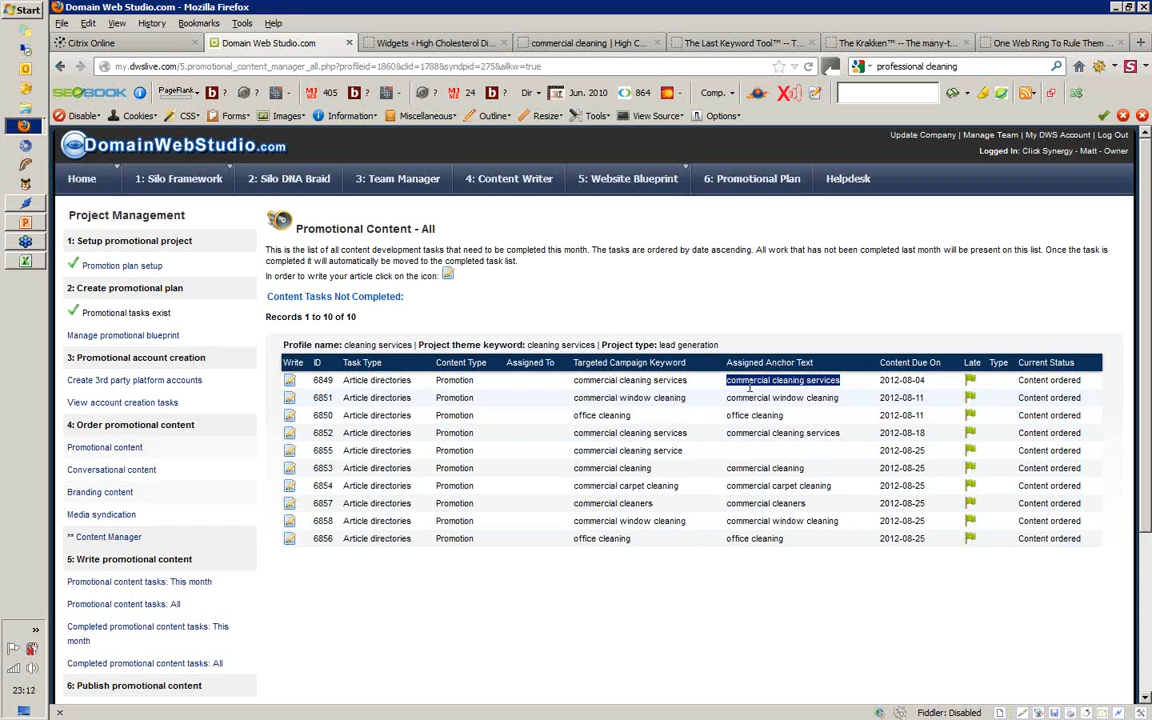 Start
Domain Web Studio.com - Mozilla Firefox
File Edit View History Bookmarks Tools Help
Citrix Online
Domain Web Studio.com
Widgets < High Cholesterol Di...
commercial cleaning | High C...
The Last Keyword Tool™ -- T...
The Krakken™ -- The many-t...
One Web Ring To Rule Them ...
my.dwslive.com/5.promotional_content_manager_all.php?profileid=1860&clid=1788&syndpid=275&allkw=true
professional cleaning
SEOBOOK PageRank 405 24 Dir Jun. 2010 864 Comp.
Disable Cookies CSS Forms Images Information Miscellaneous Outline Resize Tools View Source Options
DomainWebStudio.com
Update Company | Manage Team | My DWS Account | Log Out
Logged In: Click Synergy - Matt - Owner
Home 1: Silo Framework 2: Silo DNA Braid 3: Team Manager 4: Content Writer 5: Website Blueprint 6: Promotional Plan Helpdesk
Project Management
1: Setup promotional project
Promotion plan setup
2: Create promotional plan
Promotional tasks exist
Manage promotional blueprint
3: Promotional account creation
Create 3rd party platform accounts
View account creation tasks
4: Order promotional content
Promotional content
Conversational content
Branding content
Media syndication
** Content Manager
5: Write promotional content
Promotional content tasks: This month
Promotional content tasks: All
Completed promotional content tasks: This
month
Completed promotional content tasks: All
6: Publish promotional content
Promotional Content - All
This is the list of all content development tasks that need to be completed this month. The tasks are ordered by date ascending. All work that has not been completed last month will be present on this list. Once the task is
completed it will automatically be moved to the completed task list.
In order to write your article click on the icon:
Content Tasks Not Completed:
Records 1 to 10 of 10
Profile name: cleaning services | Project theme keyword: cleaning services | Project type: lead generation
Write ID Task Type Content Type Assigned To Targeted Campaign Keyword Assigned Anchor Text Content Due On Late Type Current Status
6849 Article directories Promotion commercial cleaning services commercial cleaning services 2012-08-04 Content ordered
6851 Article directories Promotion commercial window cleaning commercial window cleaning 2012-08-11 Content ordered
6850 Article directories Promotion office cleaning office cleaning 2012-08-11 Content ordered
6852 Article directories Promotion commercial cleaning services commercial cleaning services 2012-08-18 Content ordered
6855 Article directories Promotion commercial cleaning service 2012-08-25 Content ordered
6853 Article directories Promotion commercial cleaning commercial cleaning 2012-08-25 Content ordered
6854 Article directories Promotion commercial carpet cleaning commercial carpet cleaning 2012-08-25 Content ordered
6857 Article directories Promotion commercial cleaners commercial cleaners 2012-08-25 Content ordered
6858 Article directories Promotion commercial window cleaning commercial window cleaning 2012-08-25 Content ordered
6856 Article directories Promotion office cleaning office cleaning 2012-08-25 Content ordered
23:12
Fiddler: Disabled